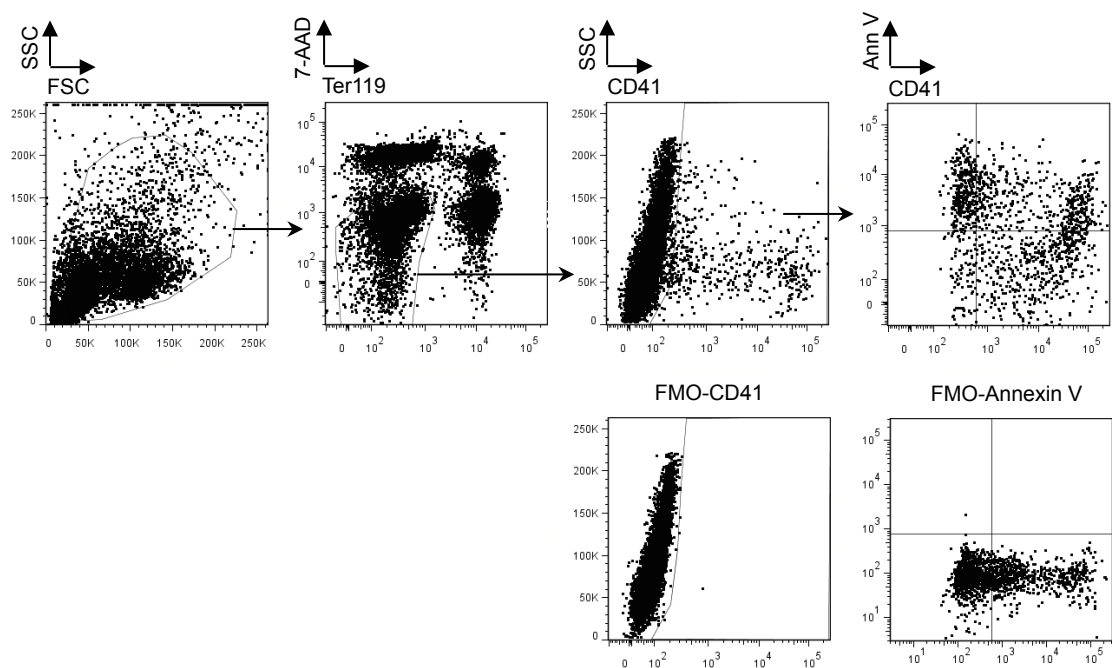 SSC
FSC
250K
200K
150K
100K
50K
0
0 50K 100K 150K 200K 250K
7-AAD
Ter119
10^5
10^4
10^3
10^2
0
0 10^2 10^3 10^4 10^5
SSC
CD41
250K
200K
150K
100K
50K
0
0 10^2 10^3 10^4 10^5
Ann V
CD41
10^5
10^4
10^3
10^2
0
0 10^2 10^3 10^4 10^5
FMO-CD41
250K
200K
150K
100K
50K
0
0 10^2 10^3 10^4 10^5
FMO-Annexin V
10^5
10^4
10^3
10^2
10^1
10^1 10^2 10^3 10^4 10^5